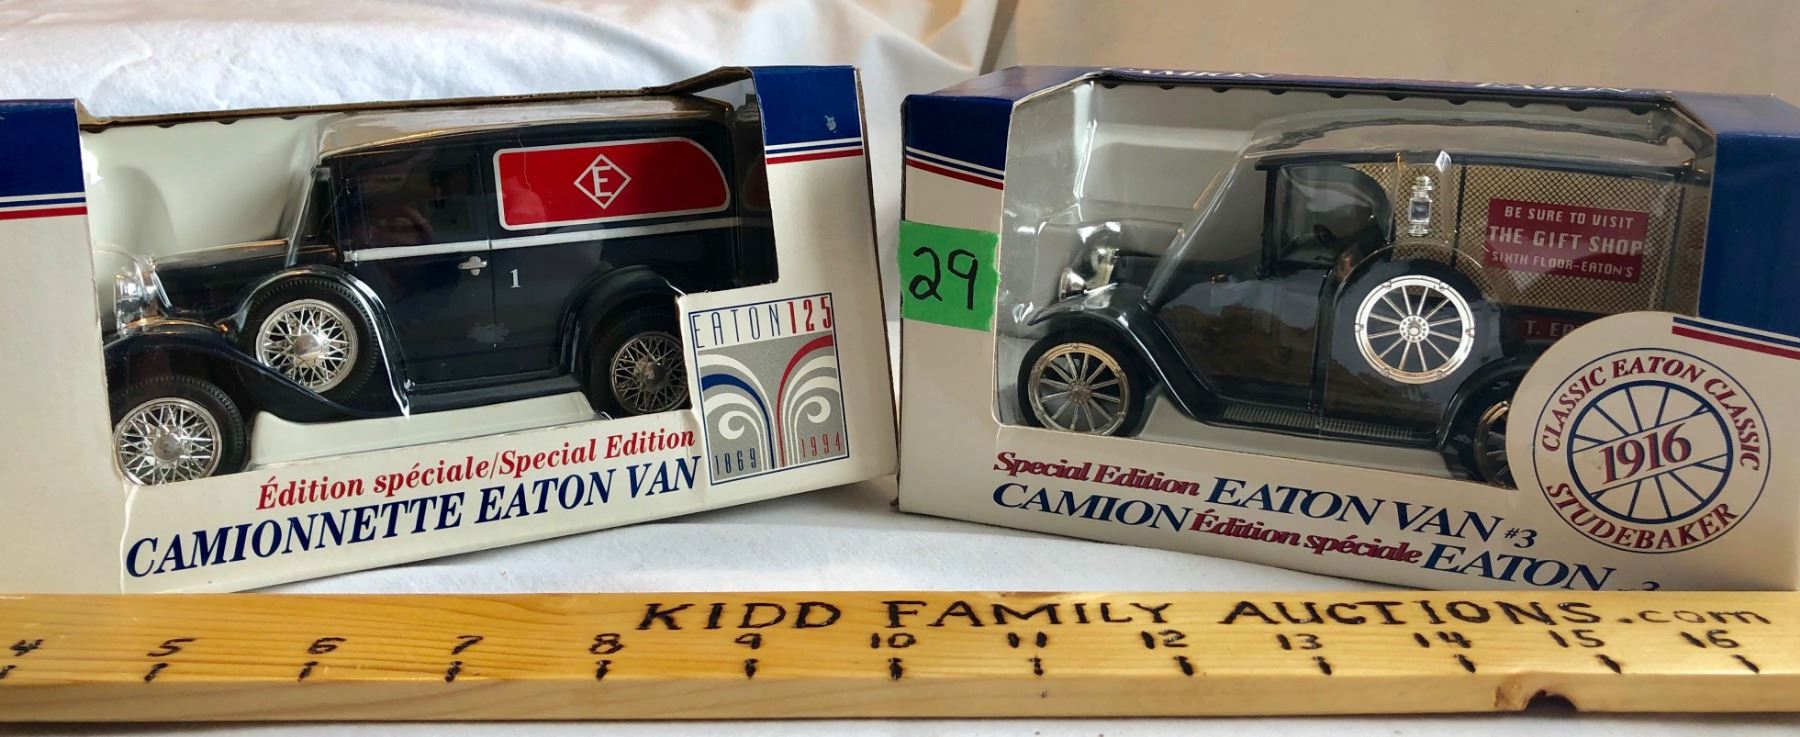 E
1
EATON 125
1869 1994
Édition spéciale/Special Edition
CAMIONNETTE EATON VAN
29
CAMION EATON
BE SURE TO VISIT
THE GIFT SHOP
SIXTH FLOOR-EATON'S
CLASSIC EATON CLASSIC
1916
STUDEBAKER
Special Edition EATON VAN #3
CAMION Édition spéciale EATON
KIDD FAMILY AUCTIONS.com
4 5 6 7 8 9 10 11 12 13 14 15 16